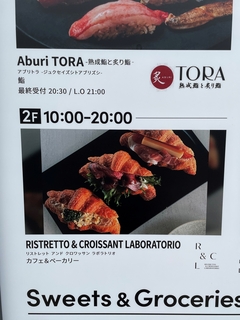 Aburi TORA -熟成鮨と炙り鮨-
アブリトラ -ジュクセイズシトアブリズシ-
鮨
最終受付 20:30 / L.O 21:00
炙 TORA
熟成鮨と炙り鮨
2F 10:00-20:00
RISTRETTO & CROISSANT LABORATORIO
リストレット アンド クロワッサン ラボラトリオ
カフェ&ベーカリー
R &
C L
Sweets & Groceries